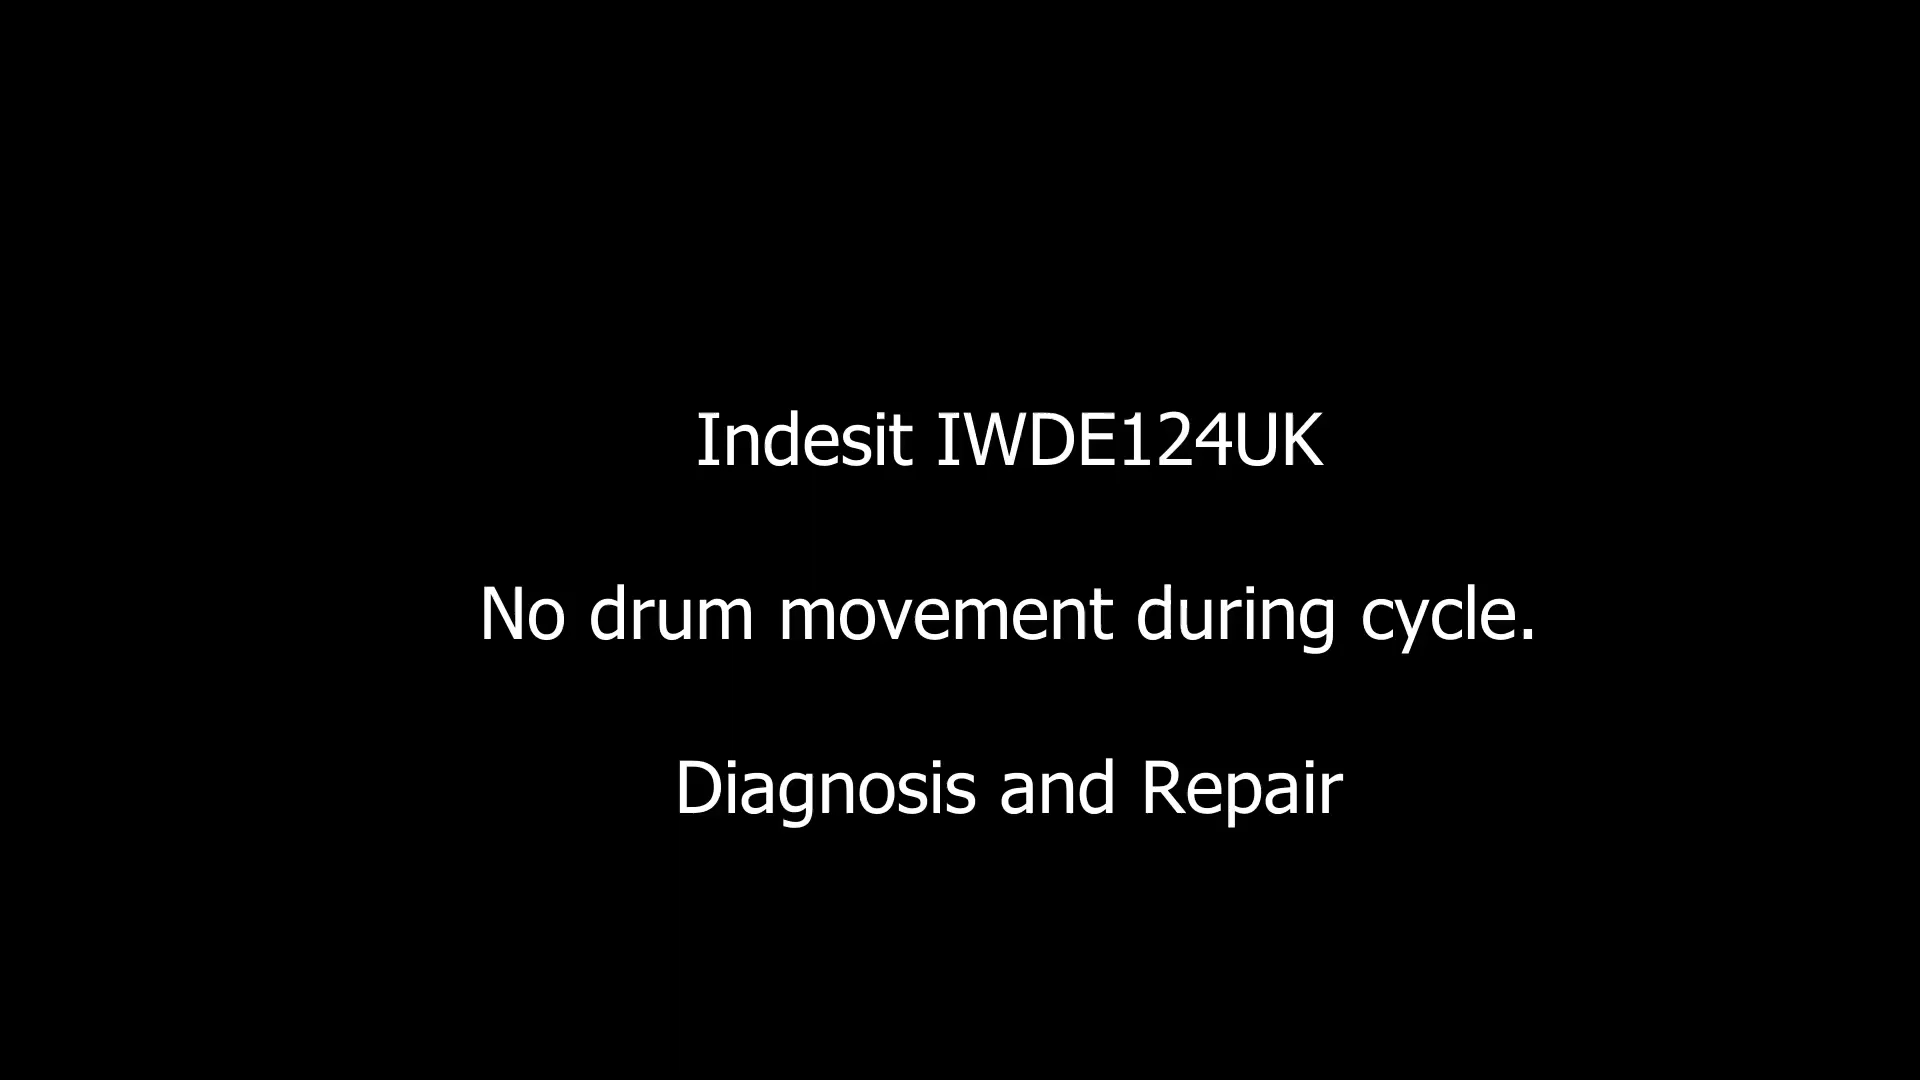 Indesit IWDE124UK
No drum movement during cycle.
Diagnosis and Repair